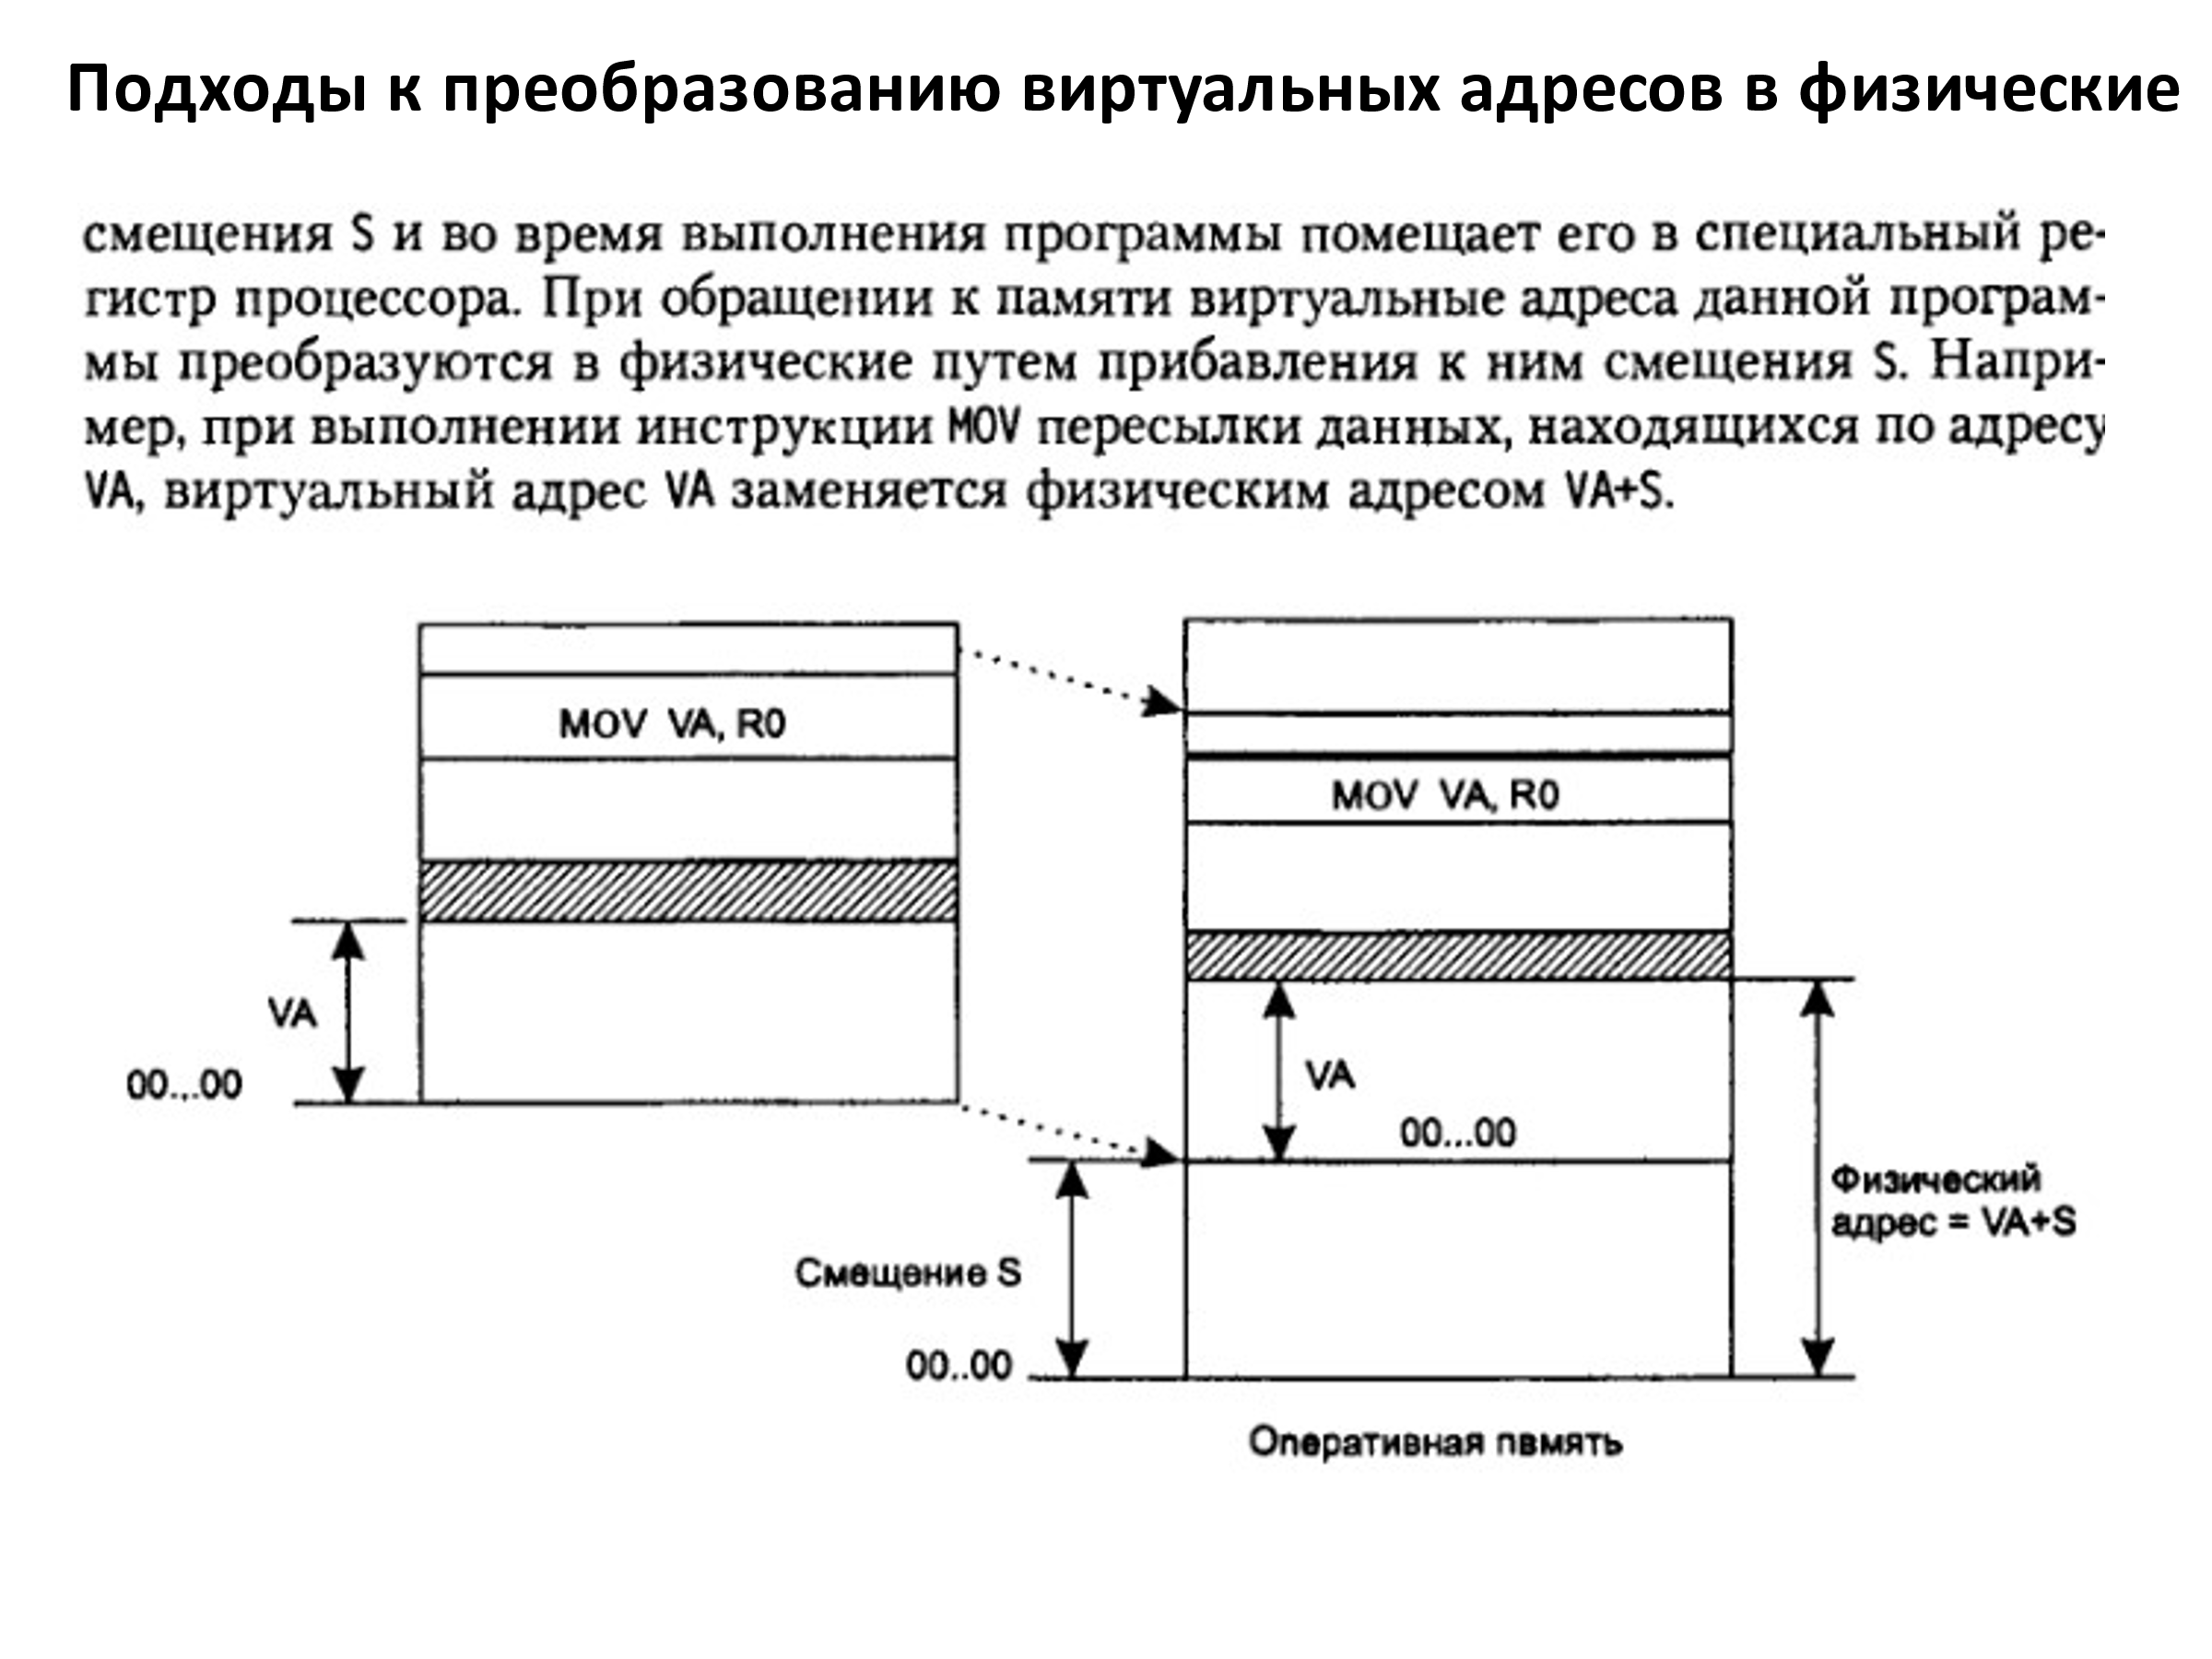 Подходы к преобразованию виртуальных адресов в физические
смещения S и во время выполнения программы помещает его в специальный ре-
гистр процессора. При обращении к памяти виртуальные адреса данной програм-
мы преобразуются в физические путем прибавления к ним смещения S. Напри-
мер, при выполнении инструкции MOV пересылки данных, находящихся по адресу
VA, виртуальный адрес VA заменяется физическим адресом VA+S.
MOV VA, R0
MOV VA, R0
VA
00...00
VA
00...00
Физический
адрес = VA+S
Смещение S
00..00
Оперативная память